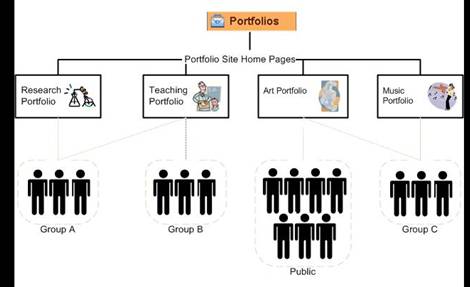 Portfolios
Portfolio Site Home Pages
Research
Portfolio
Teaching
Portfolio
Art Portfolio
Music
Portfolio
Group A
Group B
Public
Group C